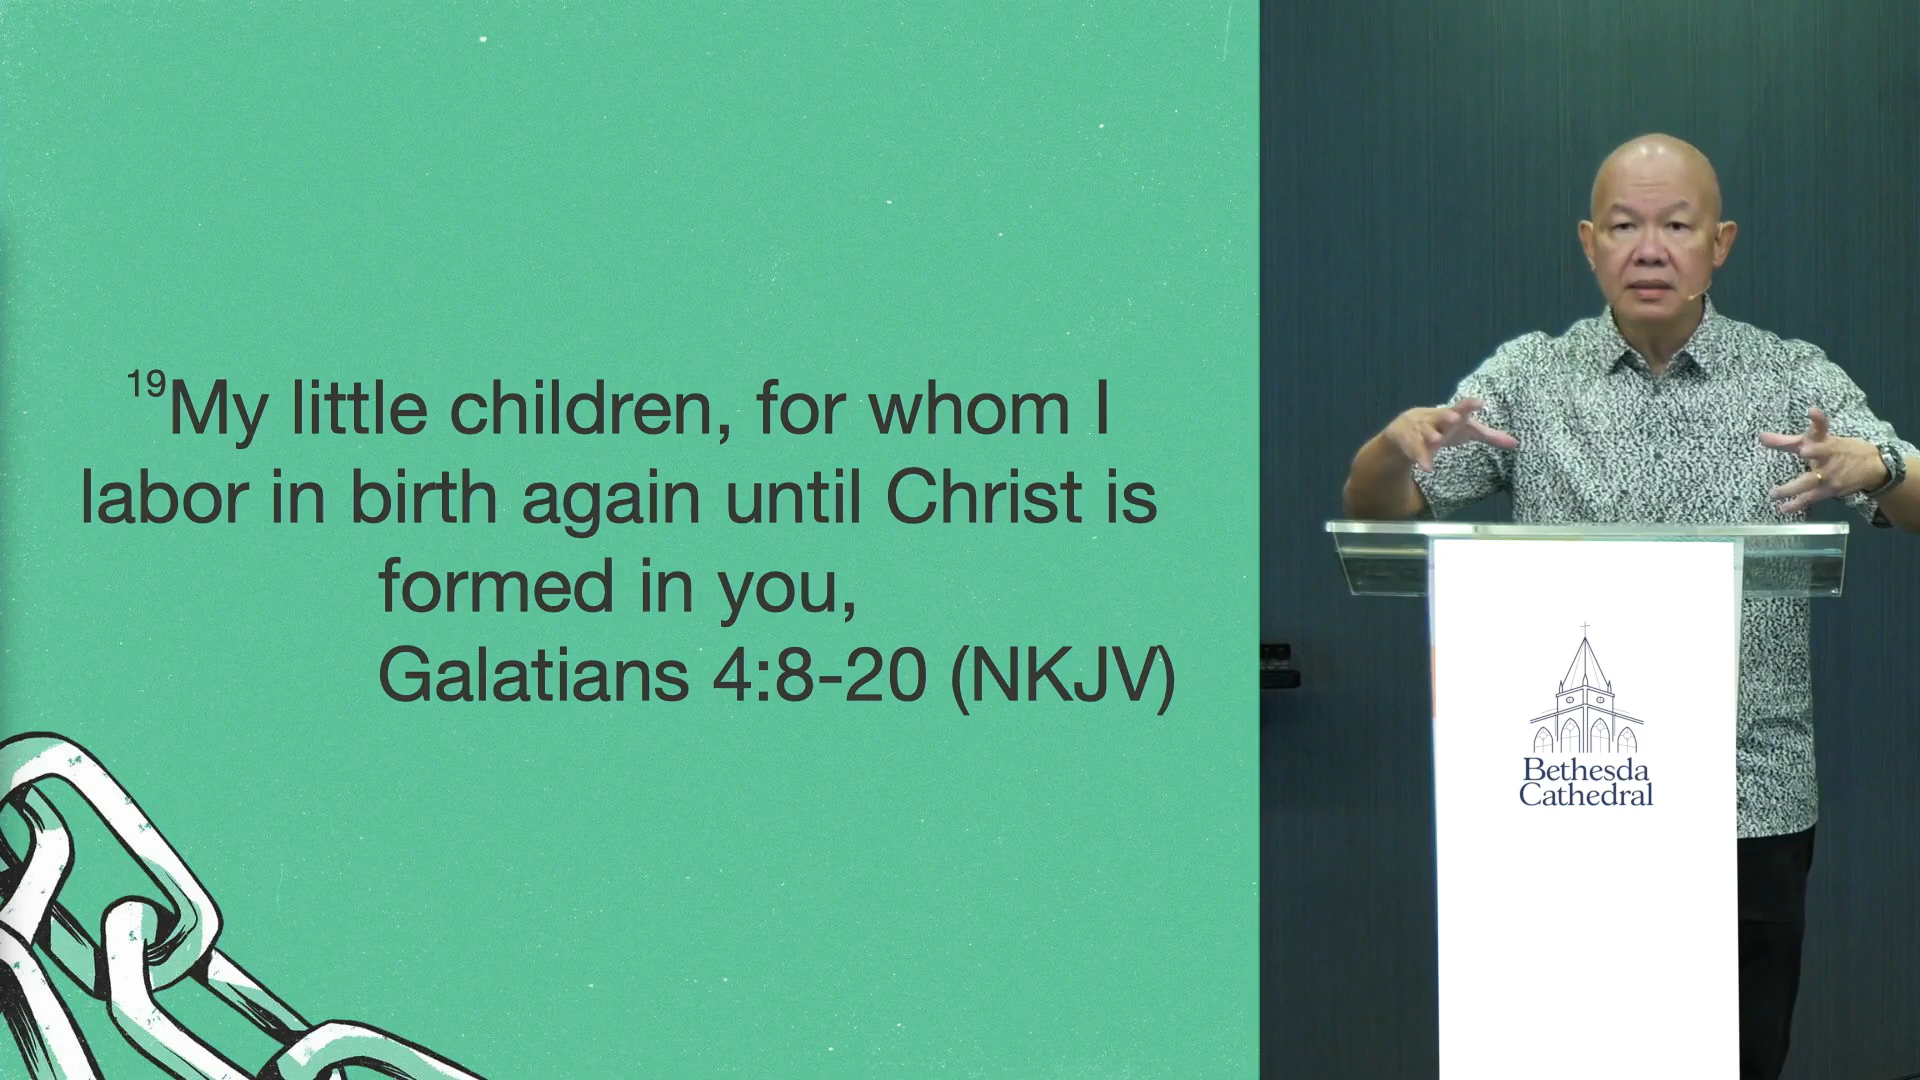 19My little children, for whom I
labor in birth again until Christ is
formed in you,
Galatians 4:8-20 (NKJV)
Bethesda
Cathedral